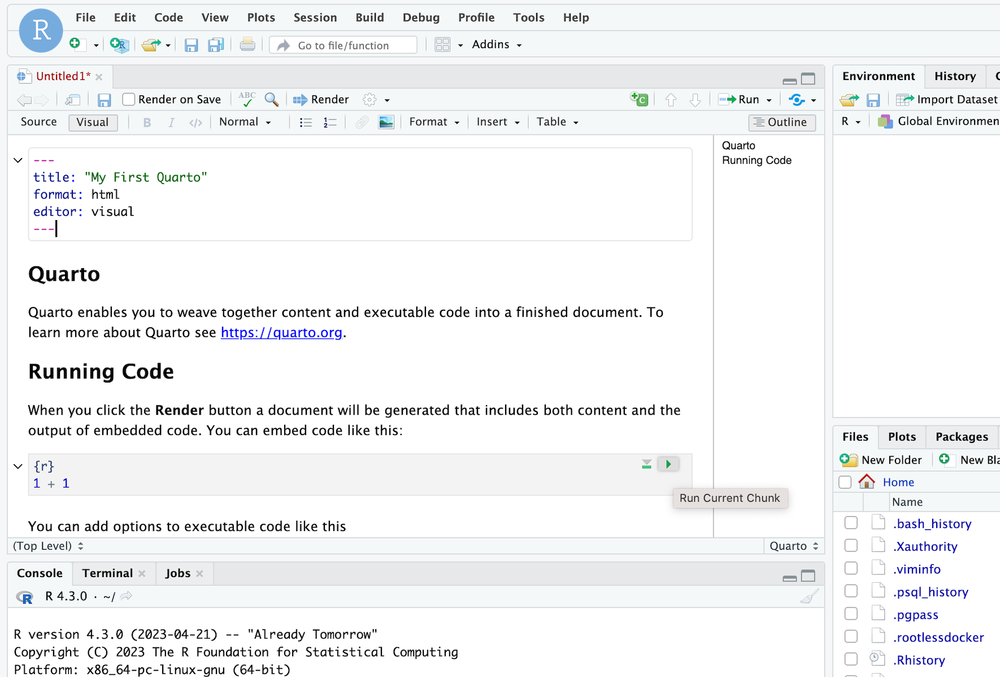 R File Edit Code View Plots Session Build Debug Profile Tools Help
R Go to file/function Addins
Untitled1*
ABC Render on Save Render C Run
Source Visual B I </> Normal 1 2 Format Insert Table Outline
---
title: "My First Quarto"
format: html
editor: visual
---
Quarto
Quarto enables you to weave together content and executable code into a finished document. To
learn more about Quarto see https://quarto.org.
Running Code
When you click the Render button a document will be generated that includes both content and the
output of embedded code. You can embed code like this:
{r}
1 + 1
Run Current Chunk
You can add options to executable code like this
(Top Level) Quarto
Quarto
Running Code
Console Terminal Jobs
R R 4.3.0 · ~/
R version 4.3.0 (2023-04-21) -- "Already Tomorrow"
Copyright (C) 2023 The R Foundation for Statistical Computing
Platform: x86_64-pc-linux-gnu (64-bit)
Environment History
Import Dataset
R Global Environmen
Files Plots Packages
New Folder New Bla
Home
Name
.bash_history
.Xauthority
.viminfo
.psql_history
.pgpass
.rootlessdocker
.Rhistory